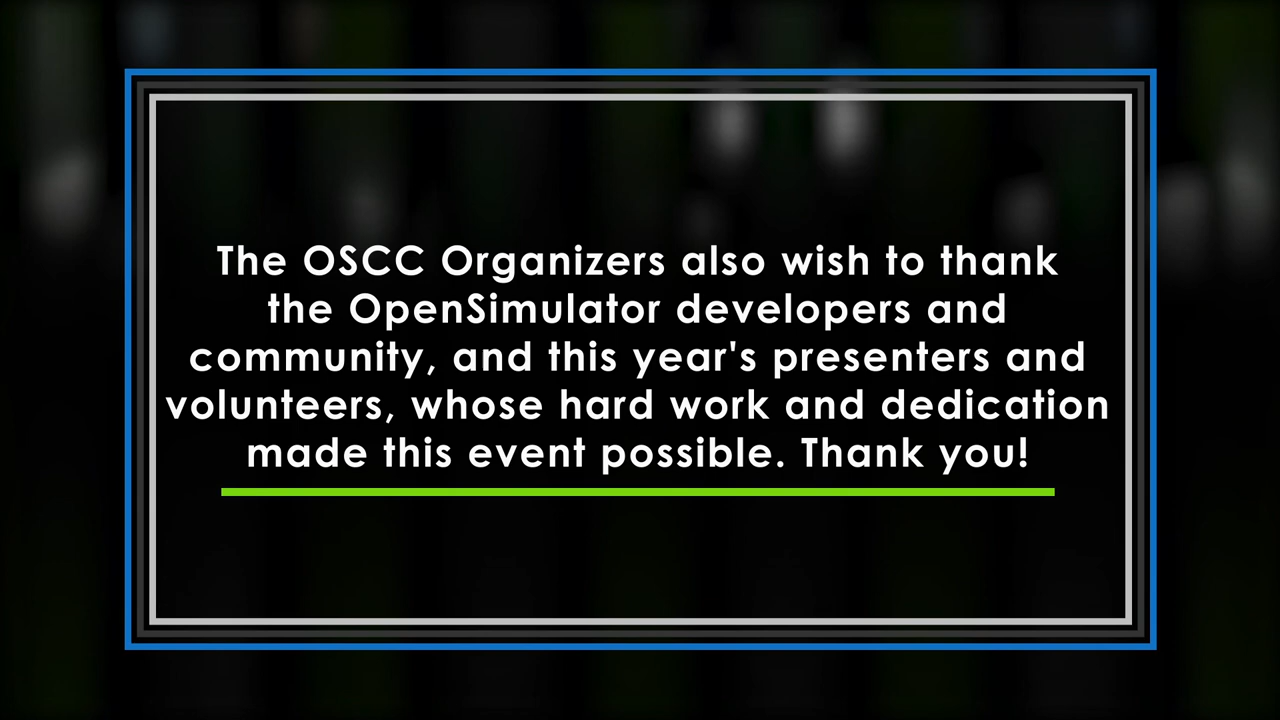 The OSCC Organizers also wish to thank
the OpenSimulator developers and
community, and this year's presenters and
volunteers, whose hard work and dedication
made this event possible. Thank you!